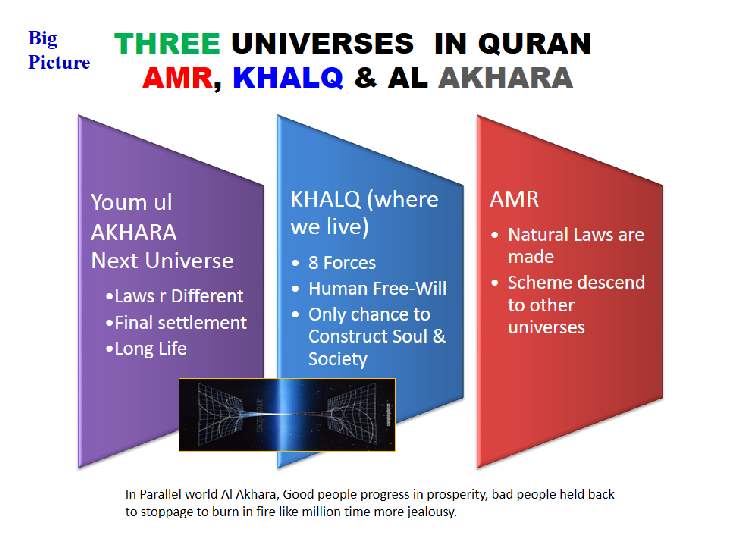 Big
Picture
THREE UNIVERSES IN QURAN
AMR, KHALQ & AL AKHARA
Youm ul
AKHARA
Next Universe
•Laws r Different
•Final settlement
•Long Life
KHALQ (where
we live)
• 8 Forces
• Human Free-Will
• Only chance to
Construct Soul &
Society
AMR
• Natural Laws are
made
• Scheme descend
to other
universes
In Parallel world Al Akhara, Good people progress in prosperity, bad people held back
to stoppage to burn in fire like million time more jealousy.